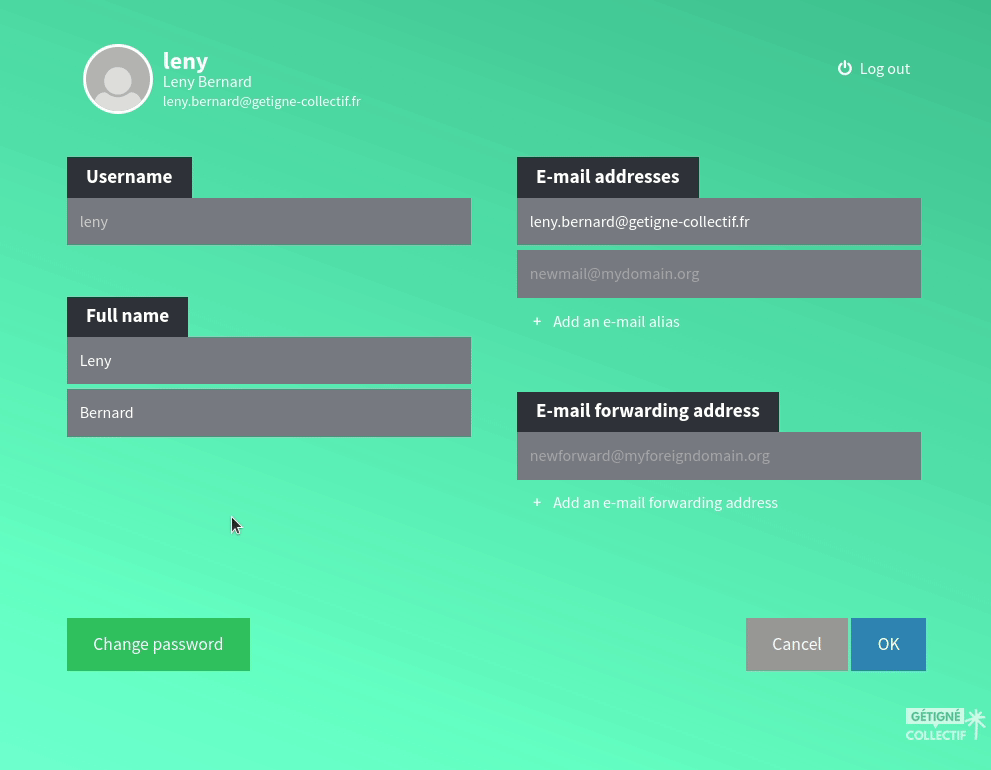 leny
Leny Bernard
leny.bernard@getigne-collectif.fr
Log out
Username
leny
Full name
Leny
Bernard
E-mail addresses
leny.bernard@getigne-collectif.fr
newmail@mydomain.org
+ Add an e-mail alias
E-mail forwarding address
newforward@myforeigndomain.org
+ Add an e-mail forwarding address
Change password
Cancel
OK
GÉTIGNÉ
COLLECTIF